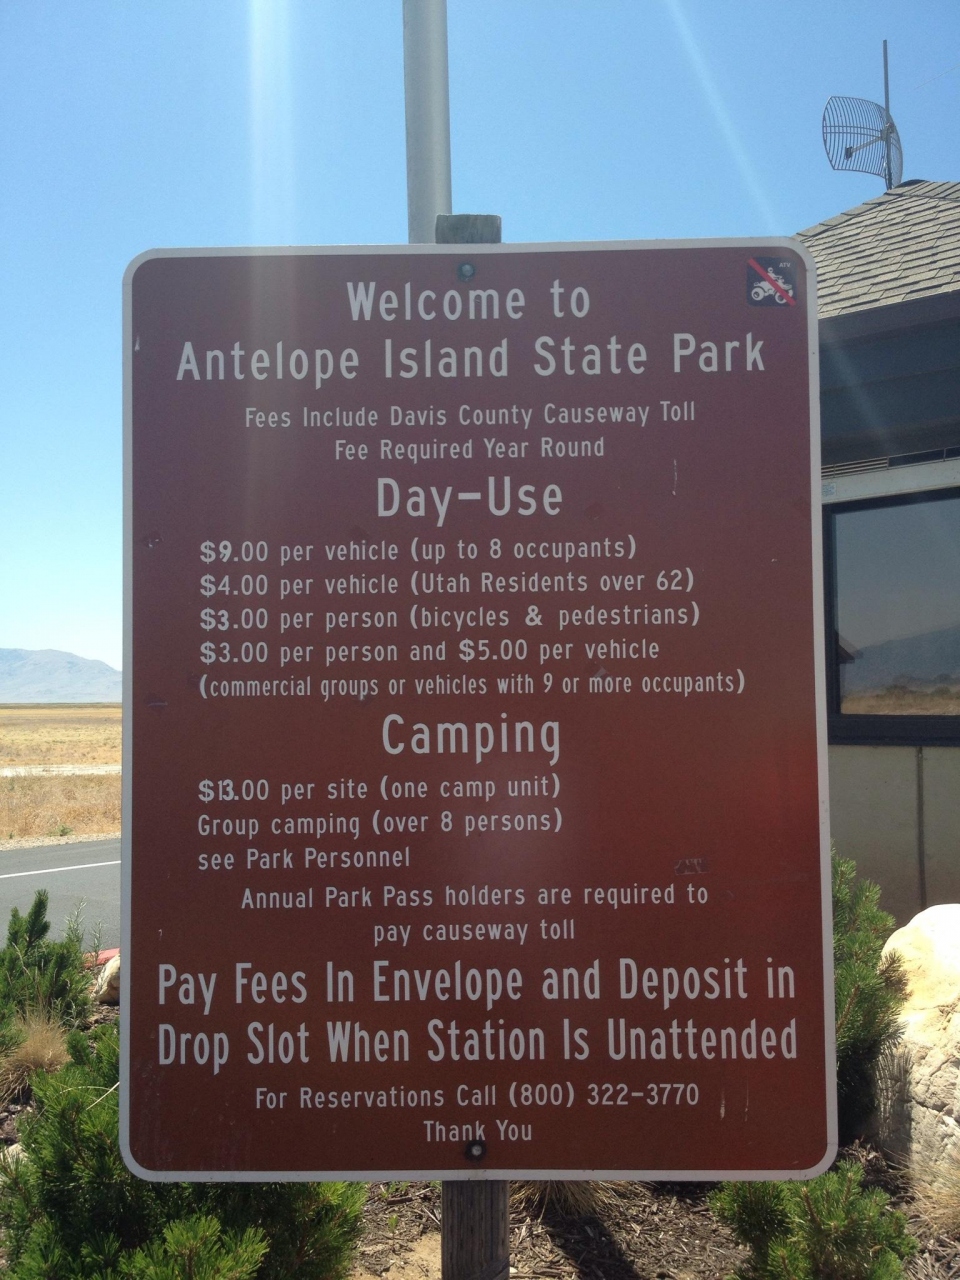 Welcome to
Antelope Island State Park
Fees Include Davis County Causeway Toll
Fee Required Year Round
Day-Use
$9.00 per vehicle (up to 8 occupants)
$4.00 per vehicle (Utah Residents over 62)
$3.00 per person (bicycles & pedestrians)
$3.00 per person and $5.00 per vehicle
(commercial groups or vehicles with 9 or more occupants)
Camping
$13.00 per site (one camp unit)
Group camping (over 8 persons)
see Park Personnel
Annual Park Pass holders are required to
pay causeway toll
Pay Fees In Envelope and Deposit in
Drop Slot When Station Is Unattended
For Reservations Call (800) 322-3770
Thank You